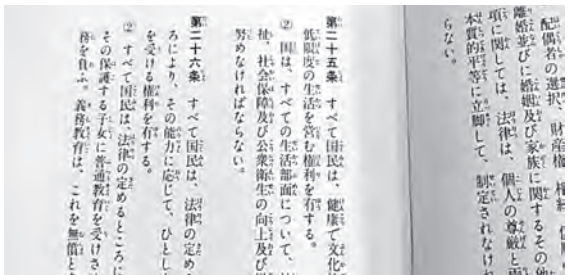 配偶者の選択、財産権、
離婚並びに婚姻及び家族に関するその他
項に関しては、法律は、個人の尊厳と
本質的平等に立脚して、制定されなけ
らない。
第二十五条 すべて国民は、健康で文化
低限度の生活を営む権利を有する。
② 国は、すべての生活部面について、
祉、社会保障及び公衆衛生の向上及び
努めなければならない。
第二十六条 すべて国民は、法律の定め
ろにより、その能力に応じて、ひとし
を受ける権利を有する。
② すべて国民は、法律の定めるところに
その保護する子女に普通教育を受けさ
務を負ふ。義務教育は、これを無償と